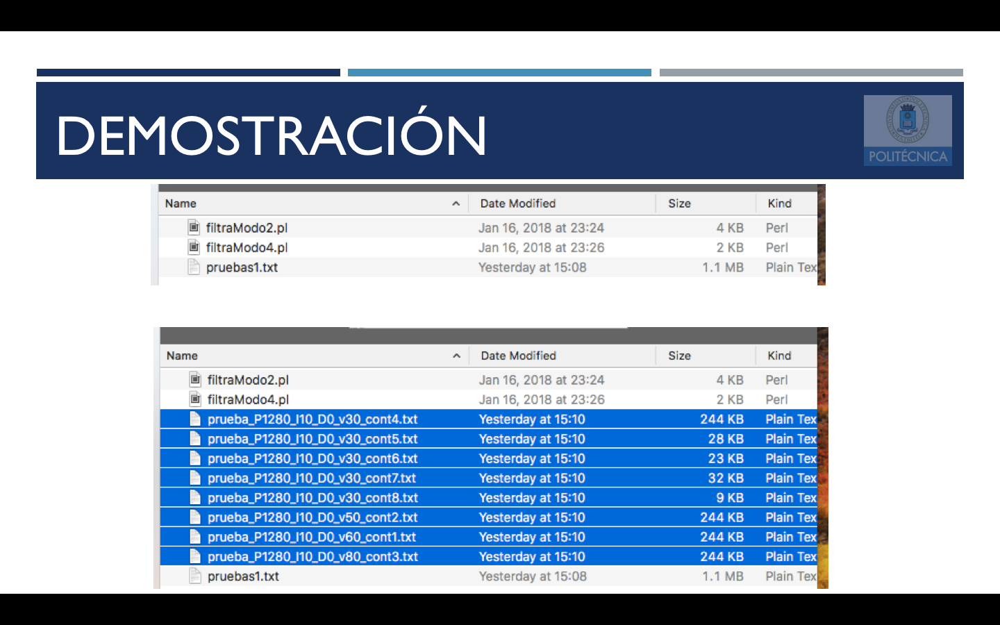 DEMOSTRACIÓN
POLITÉCNICA
Name Date Modified Size Kind
filtraModo2.pl Jan 16, 2018 at 23:24 4 KB Perl
filtraModo4.pl Jan 16, 2018 at 23:26 2 KB Perl
pruebas1.txt Yesterday at 15:08 1.1 MB Plain Tex
Name Date Modified Size Kind
filtraModo2.pl Jan 16, 2018 at 23:24 4 KB Perl
filtraModo4.pl Jan 16, 2018 at 23:26 2 KB Perl
prueba_P1280_I10_D0_v30_cont4.txt Yesterday at 15:10 244 KB Plain Tex
prueba_P1280_I10_D0_v30_cont5.txt Yesterday at 15:10 28 KB Plain Tex
prueba_P1280_I10_D0_v30_cont6.txt Yesterday at 15:10 23 KB Plain Tex
prueba_P1280_I10_D0_v30_cont7.txt Yesterday at 15:10 32 KB Plain Tex
prueba_P1280_I10_D0_v30_cont8.txt Yesterday at 15:10 9 KB Plain Tex
prueba_P1280_I10_D0_v50_cont2.txt Yesterday at 15:10 244 KB Plain Tex
prueba_P1280_I10_D0_v60_cont1.txt Yesterday at 15:10 244 KB Plain Tex
prueba_P1280_I10_D0_v80_cont3.txt Yesterday at 15:10 244 KB Plain Tex
pruebas1.txt Yesterday at 15:08 1.1 MB Plain Tex